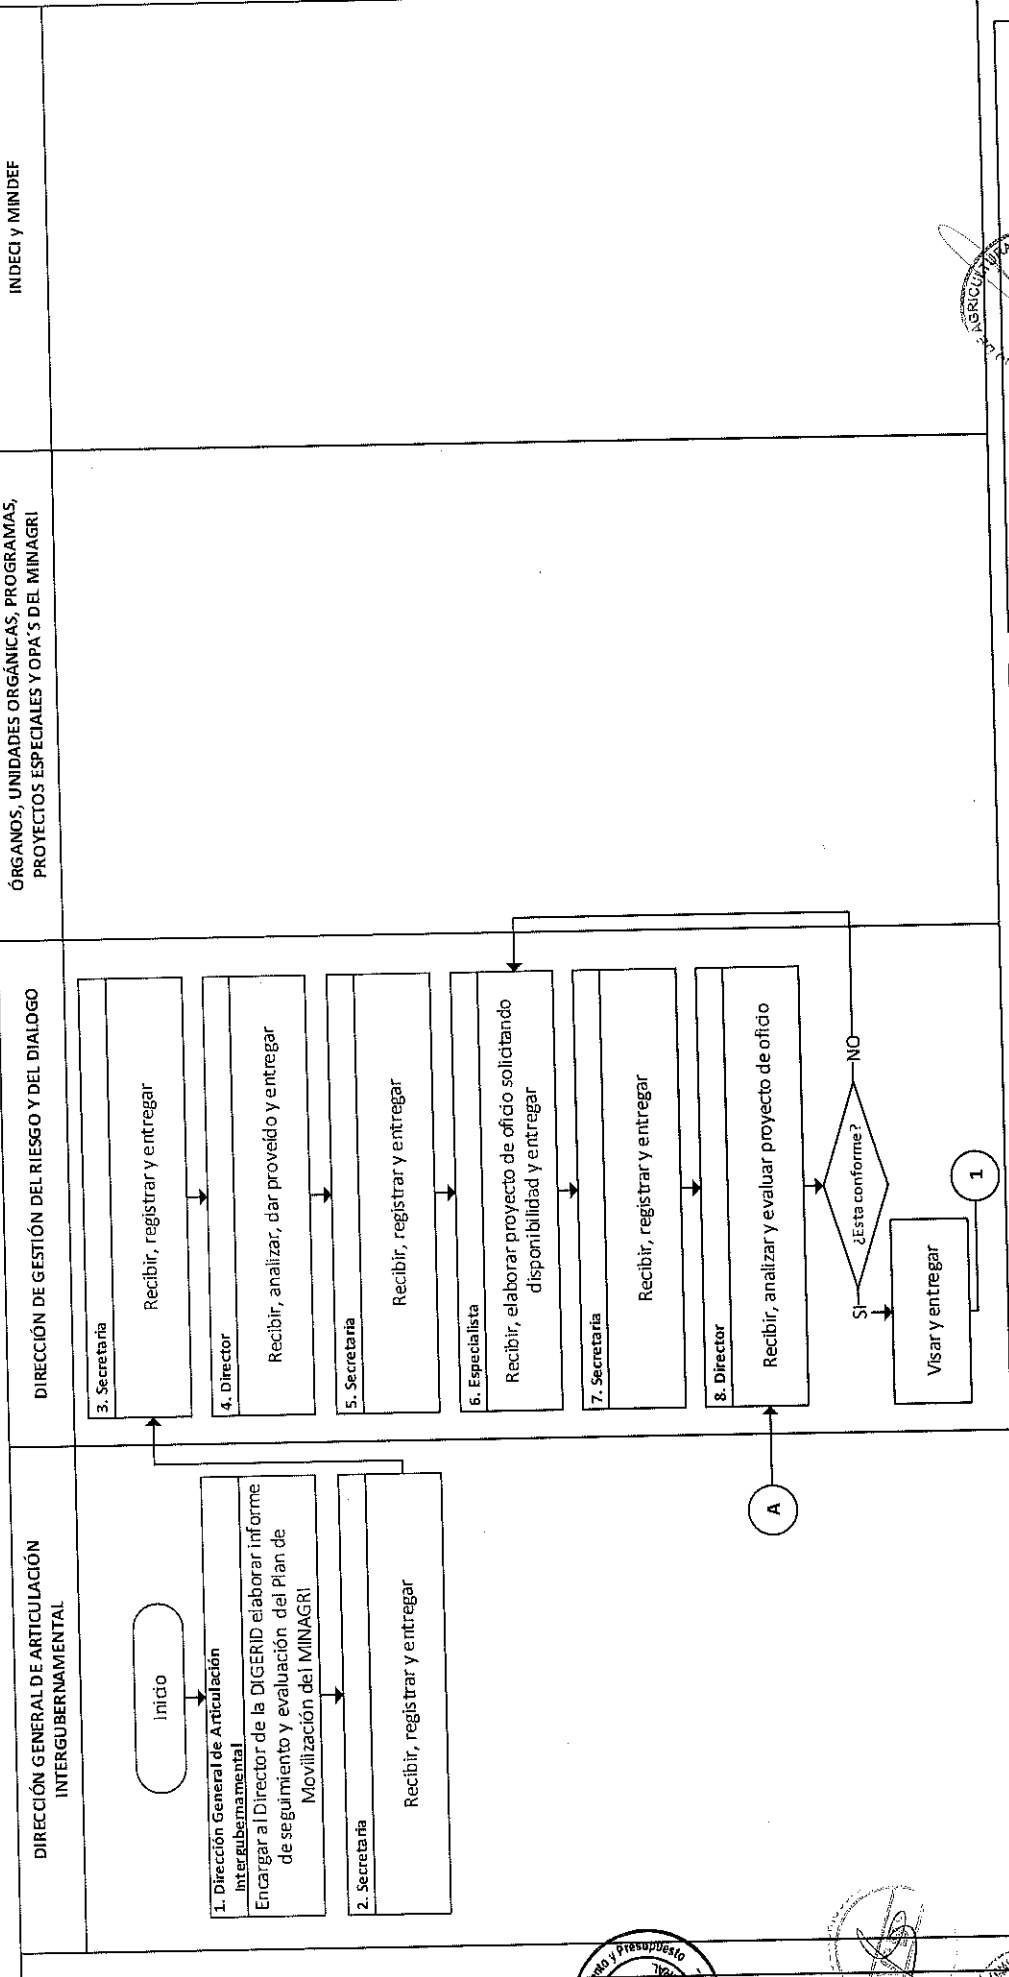 DIRECCIÓN GENERAL DE ARTICULACIÓN
INTERGUBERNAMENTAL
DIRECCIÓN DE GESTIÓN DEL RIESGO Y DEL DIALOGO
ÓRGANOS, UNIDADES ORGÁNICAS, PROGRAMAS,
PROYECTOS ESPECIALES Y OPA´S DEL MINAGRI
INDECI y MINDEF
Inicio
1. Dirección General de Articulación
Intergubernamental
Encargar al Director de la DIGERID elaborar informe
de seguimiento y evaluación del Plan de
Movilización del MINAGRI
2. Secretaria
Recibir, registrar y entregar
3. Secretaria
Recibir, registrar y entregar
4. Director
Recibir, analizar, dar proveído y entregar
5. Secretaria
Recibir, registrar y entregar
6. Especialista
Recibir, elaborar proyecto de oficio solicitando
disponibilidad y entregar
7. Secretaria
Recibir, registrar y entregar
A
8. Director
Recibir, analizar y evaluar proyecto de oficio
SI
¿Esta conforme?
NO
Visar y entregar
1
y Presupuesto
AGRICULTURA